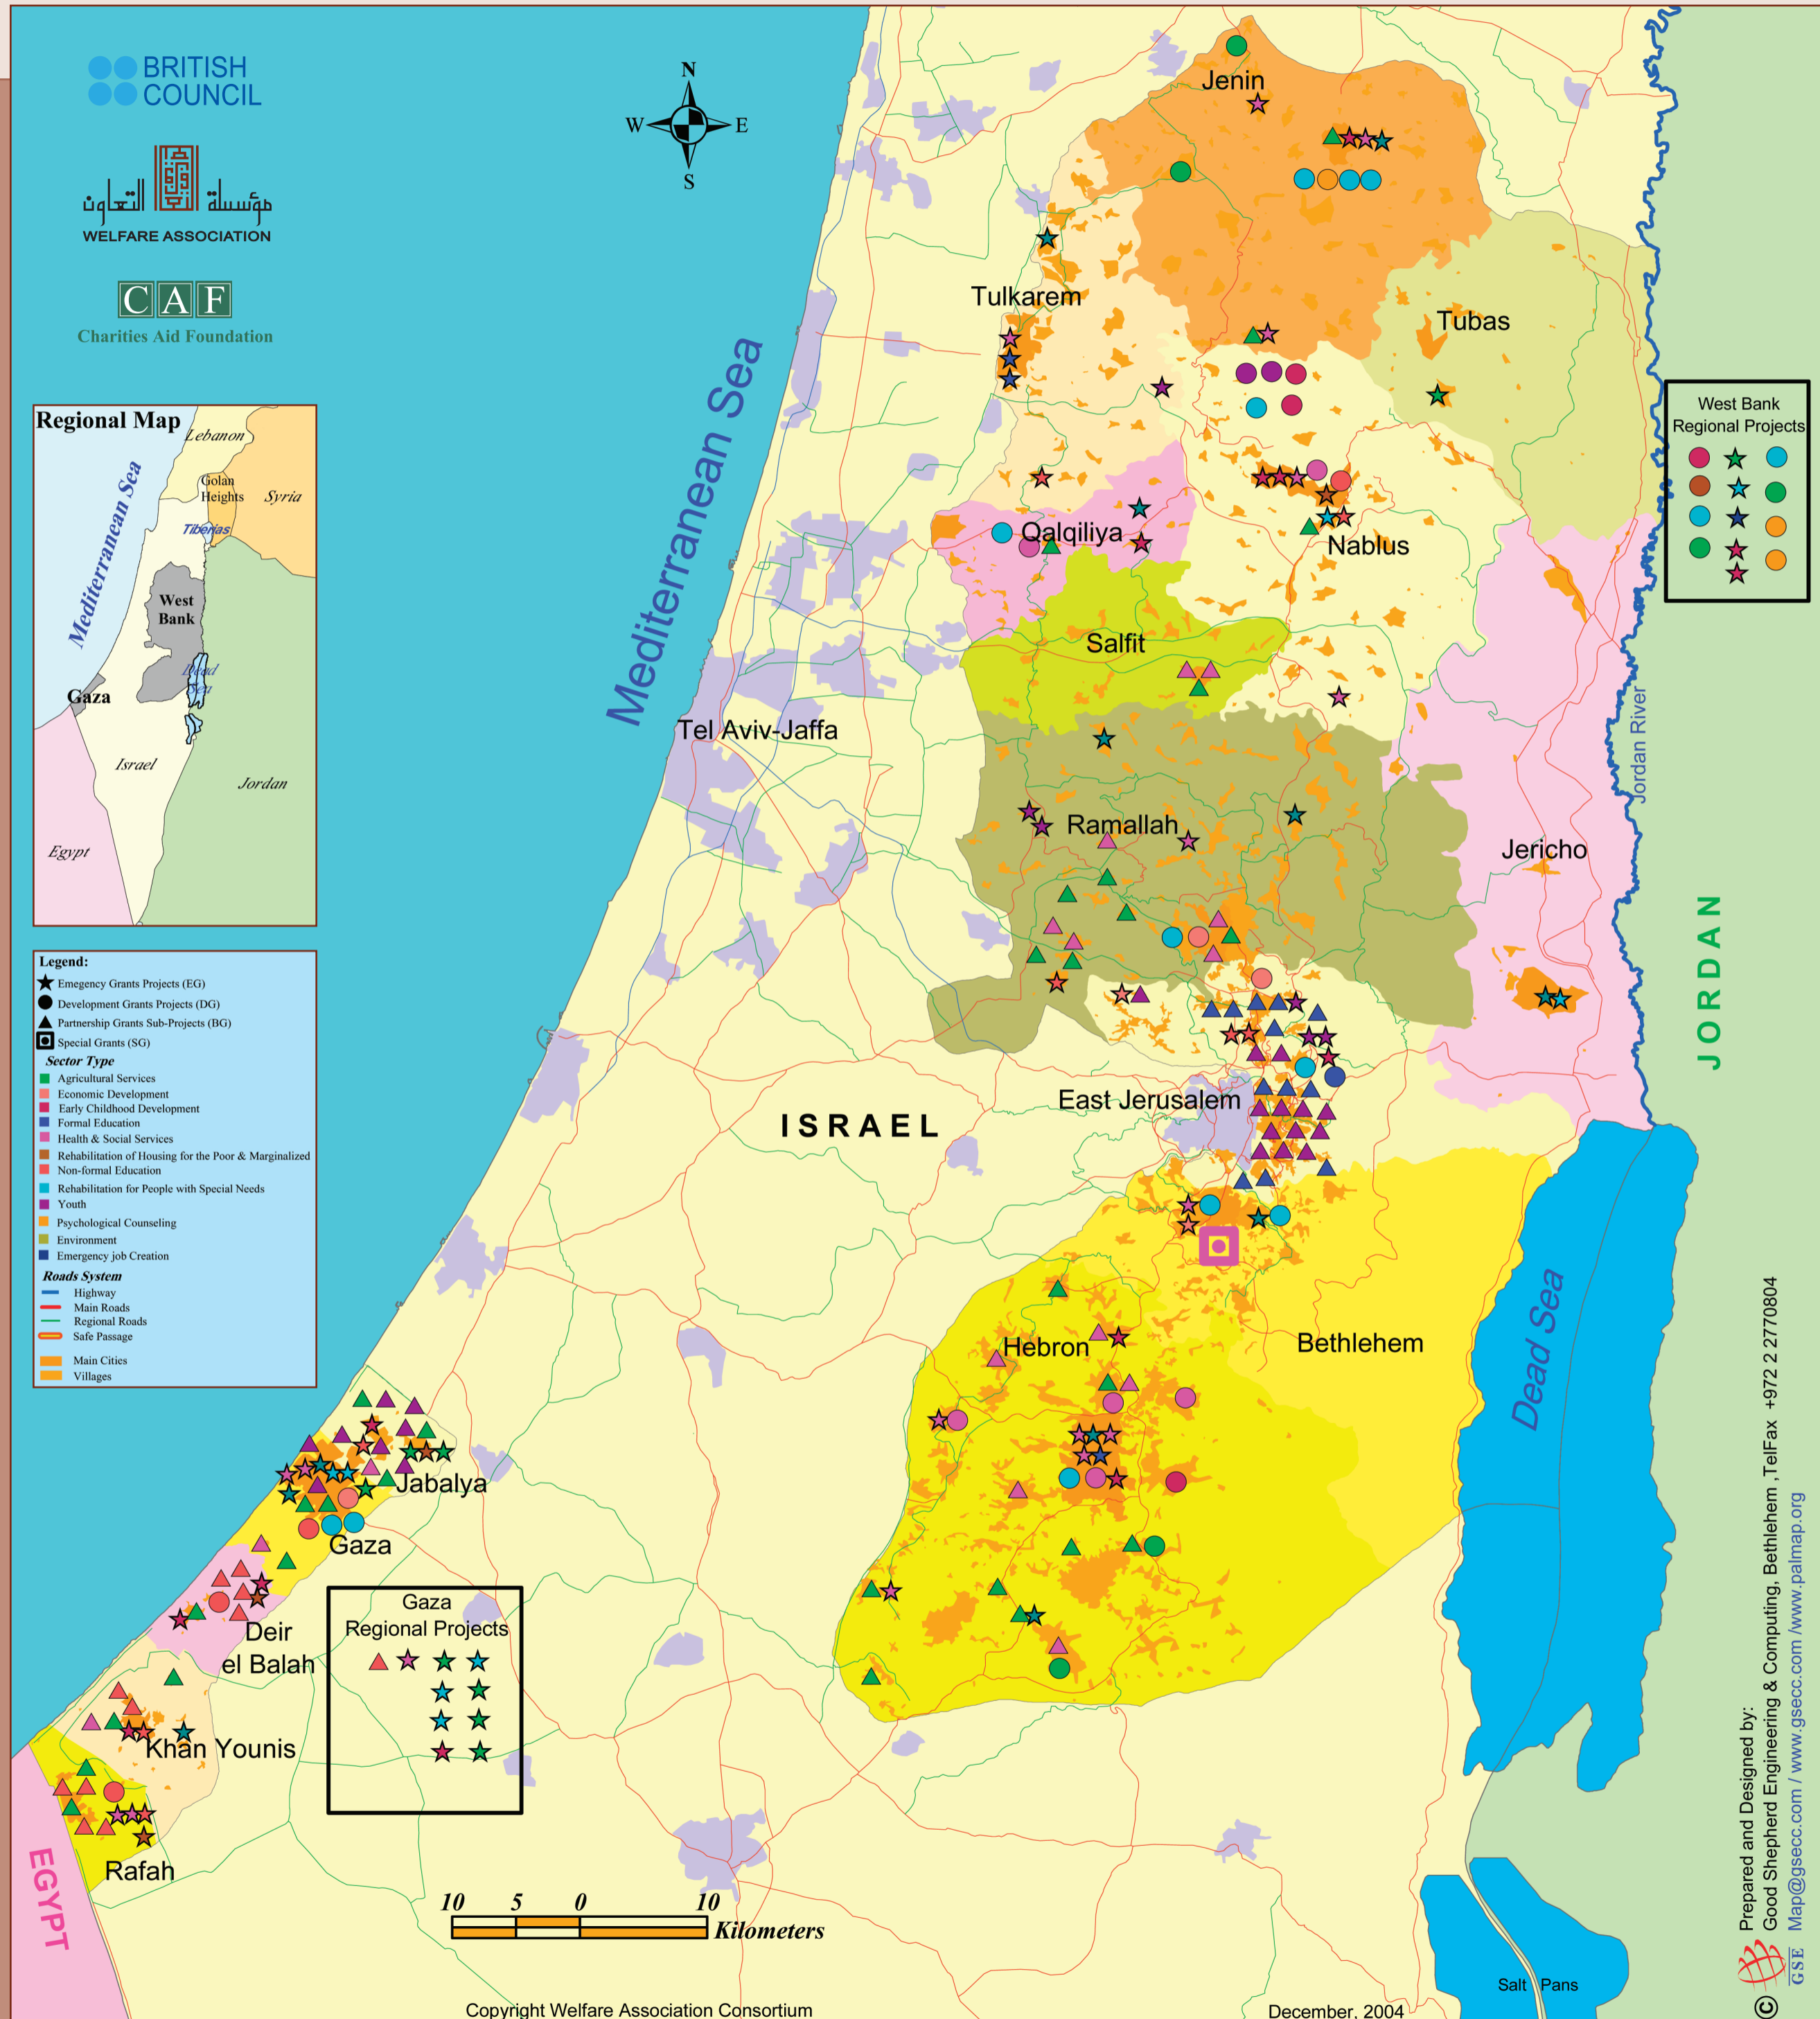 BRITISH
COUNCIL
مؤسسة التعاون
WELFARE ASSOCIATION
CAF
Charities Aid Foundation
N
W
E
S
Regional Map
Lebanon
Golan
Heights
Syria
Tiberias
Mediterranean Sea
West
Bank
Dead
Sea
Gaza
Israel
Jordan
Egypt
Legend:
Emegency Grants Projects (EG)
Development Grants Projects (DG)
Partnership Grants Sub-Projects (BG)
Special Grants (SG)
Sector Type
Agricultural Services
Economic Development
Early Childhood Development
Formal Education
Health & Social Services
Rehabilitation of Housing for the Poor & Marginalized
Non-formal Education
Rehabilitation for People with Special Needs
Youth
Psychological Counseling
Environment
Emergency job Creation
Roads System
Highway
Main Roads
Regional Roads
Safe Passage
Main Cities
Villages
Mediterranean Sea
Jenin
Tulkarem
Tubas
West Bank
Regional Projects
Qalqiliya
Nablus
Salfit
Tel Aviv-Jaffa
Jordan River
Ramallah
Jericho
JORDAN
East Jerusalem
ISRAEL
Hebron
Bethlehem
Dead Sea
Jabalya
Gaza
Deir
el Balah
Gaza
Regional Projects
Khan Younis
Rafah
EGYPT
10 5 0 10
Kilometers
Salt Pans
Copyright Welfare Association Consortium
December, 2004
Prepared and Designed by:
Good Shepherd Engineering & Computing, Bethlehem ,TelFax +972 2 2770804
Map@gsecc.com / www.gsecc.com /www.palmap.org
GSE
©